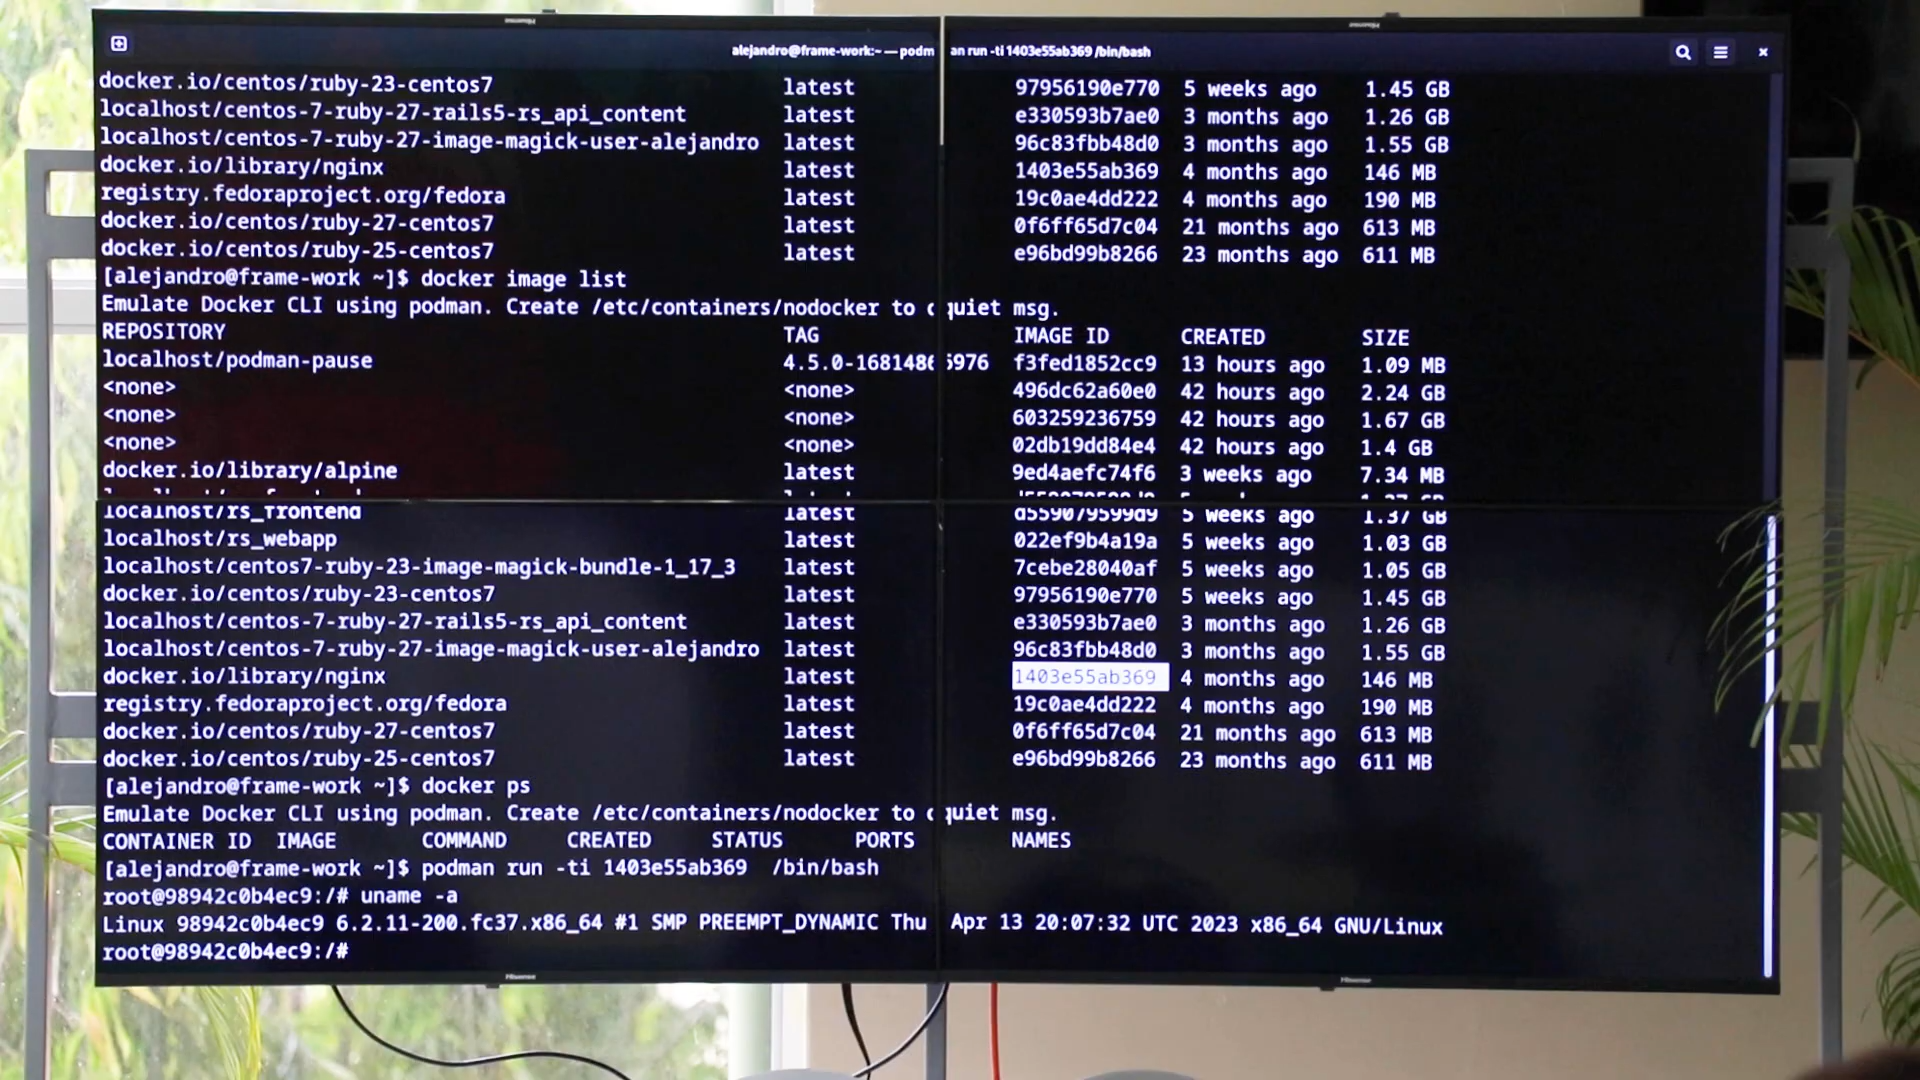 alejandro@frame-work:~ — podman run -ti 1403e55ab369 /bin/bash
docker.io/centos/ruby-23-centos7 latest 97956190e770 5 weeks ago 1.45 GB
localhost/centos-7-ruby-27-rails5-rs_api_content latest e330593b7ae0 3 months ago 1.26 GB
localhost/centos-7-ruby-27-image-magick-user-alejandro latest 96c83fbb48d0 3 months ago 1.55 GB
docker.io/library/nginx latest 1403e55ab369 4 months ago 146 MB
registry.fedoraproject.org/fedora latest 19c0ae4dd222 4 months ago 190 MB
docker.io/centos/ruby-27-centos7 latest 0f6ff65d7c04 21 months ago 613 MB
docker.io/centos/ruby-25-centos7 latest e96bd99b8266 23 months ago 611 MB
[alejandro@frame-work ~]$ docker image list
Emulate Docker CLI using podman. Create /etc/containers/nodocker to quiet msg.
REPOSITORY TAG IMAGE ID CREATED SIZE
localhost/podman-pause 4.5.0-1681486976 f3fed1852cc9 13 hours ago 1.09 MB
<none> <none> 496dc62a60e0 42 hours ago 2.24 GB
<none> <none> 603259236759 42 hours ago 1.67 GB
<none> <none> 02db19dd84e4 42 hours ago 1.4 GB
docker.io/library/alpine latest 9ed4aefc74f6 3 weeks ago 7.34 MB
localhost/rs_frontend latest d559079599d9 5 weeks ago 1.37 GB
localhost/rs_webapp latest 022ef9b4a19a 5 weeks ago 1.03 GB
localhost/centos7-ruby-23-image-magick-bundle-1_17_3 latest 7cebe28040af 5 weeks ago 1.05 GB
docker.io/centos/ruby-23-centos7 latest 97956190e770 5 weeks ago 1.45 GB
localhost/centos-7-ruby-27-rails5-rs_api_content latest e330593b7ae0 3 months ago 1.26 GB
localhost/centos-7-ruby-27-image-magick-user-alejandro latest 96c83fbb48d0 3 months ago 1.55 GB
docker.io/library/nginx latest 1403e55ab369 4 months ago 146 MB
registry.fedoraproject.org/fedora latest 19c0ae4dd222 4 months ago 190 MB
docker.io/centos/ruby-27-centos7 latest 0f6ff65d7c04 21 months ago 613 MB
docker.io/centos/ruby-25-centos7 latest e96bd99b8266 23 months ago 611 MB
[alejandro@frame-work ~]$ docker ps
Emulate Docker CLI using podman. Create /etc/containers/nodocker to quiet msg.
CONTAINER ID IMAGE COMMAND CREATED STATUS PORTS NAMES
[alejandro@frame-work ~]$ podman run -ti 1403e55ab369 /bin/bash
root@98942c0b4ec9:/# uname -a
Linux 98942c0b4ec9 6.2.11-200.fc37.x86_64 #1 SMP PREEMPT_DYNAMIC Thu Apr 13 20:07:32 UTC 2023 x86_64 GNU/Linux
root@98942c0b4ec9:/#
Hisense
Hisense